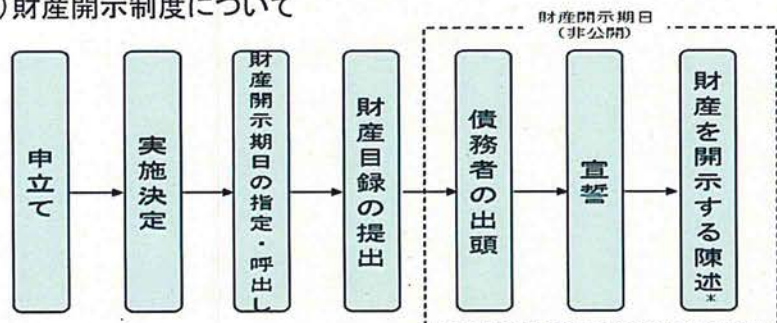 )財産開示制度について
財産開示期日
(非公開)
申立て
実施決定
財産開示期日の指定・呼出し
財産目録の提出
債務者の出頭
宣誓
財産を開示する陳述*